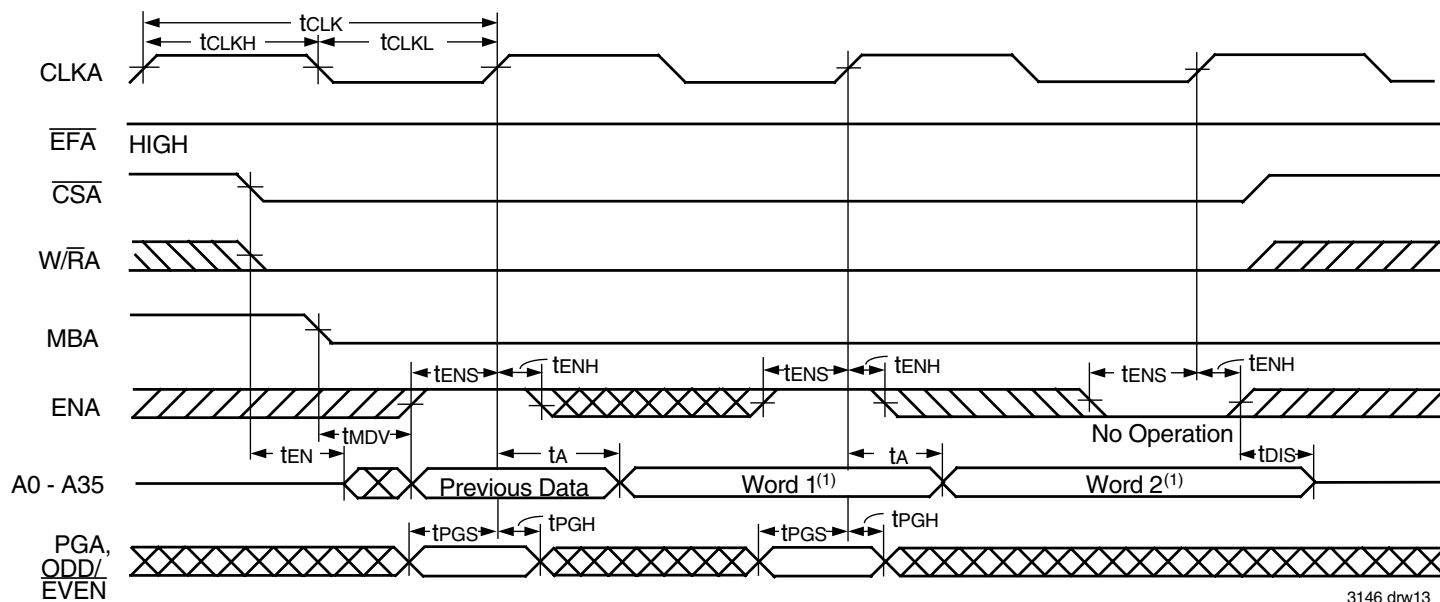 tCLK
tCLKH tCLKL
CLKA
EFA HIGH
CSA
W/RA
MBA
tENS tENH tENS tENH tENS tENH
ENA
No Operation
tMDV
tEN tA tA tDIS
A0 - A35 Previous Data Word 1(1) Word 2(1)
tPGS tPGH tPGS tPGH
PGA,
ODD/
EVEN
3146 drw13